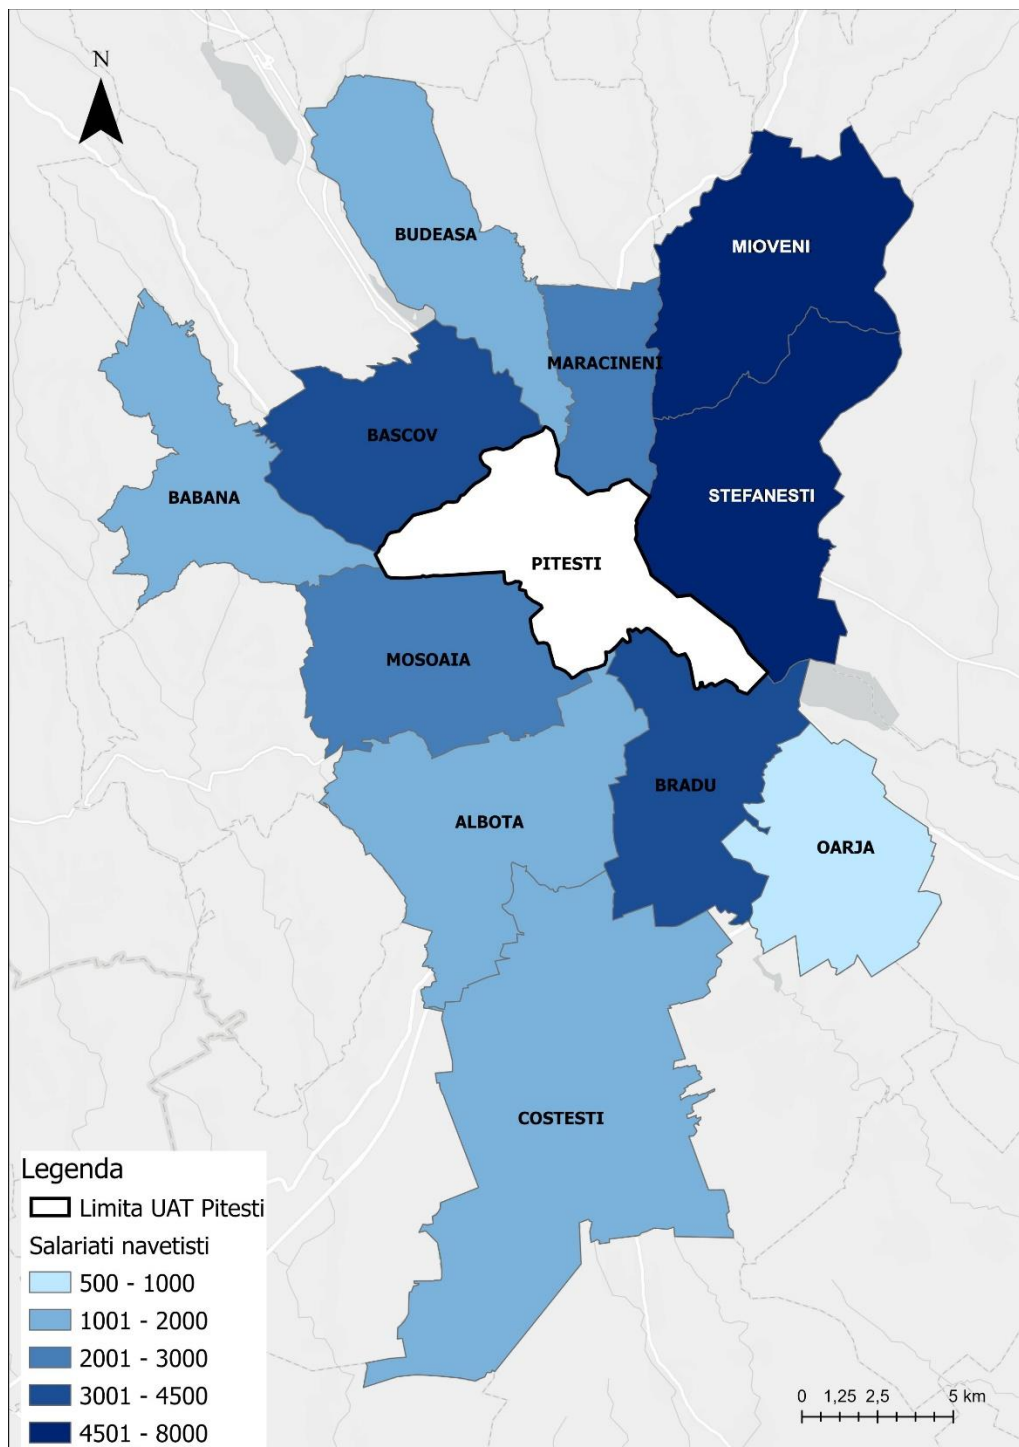 N
BUDEASA
MIOVENI
MARACINENI
BASCOV
BABANA
STEFANESTI
PITESTI
MOSOAIA
BRADU
ALBOTA
OARJA
COSTESTI
Legenda
Limita UAT Pitesti
Salariati navetisti
500 - 1000
1001 - 2000
2001 - 3000
3001 - 4500
4501 - 8000
0 1,25 2,5 5 km